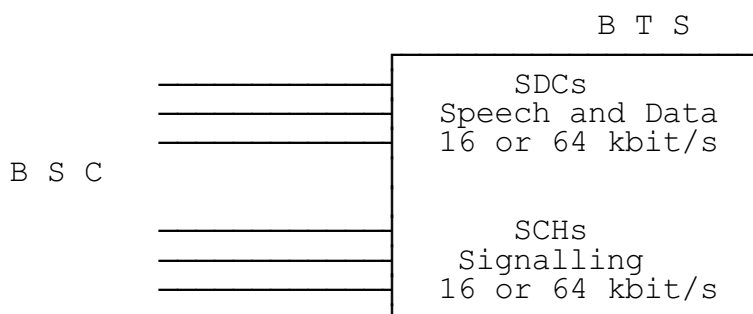 B T S
SDCs
Speech and Data
16 or 64 kbit/s
B S C
SCHs
Signalling
16 or 64 kbit/s